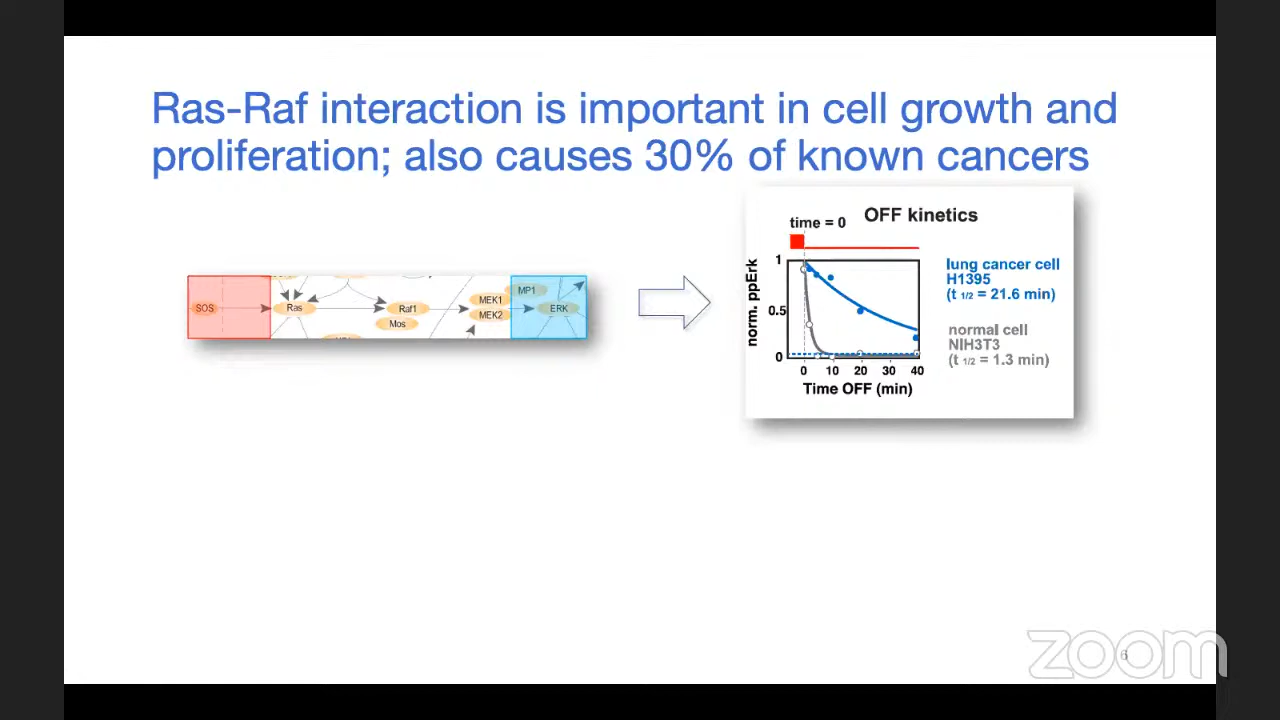 Ras-Raf interaction is important in cell growth and
proliferation; also causes 30% of known cancers
SOS
Ras
Raf1
Mos
MEK1
MEK2
MP1
ERK
time = 0
OFF kinetics
norm. ppErk
1
0.5
0
0 10 20 30 40
Time OFF (min)
lung cancer cell
H1395
(t 1/2 = 21.6 min)
normal cell
NIH3T3
(t 1/2 = 1.3 min)
zoom
6